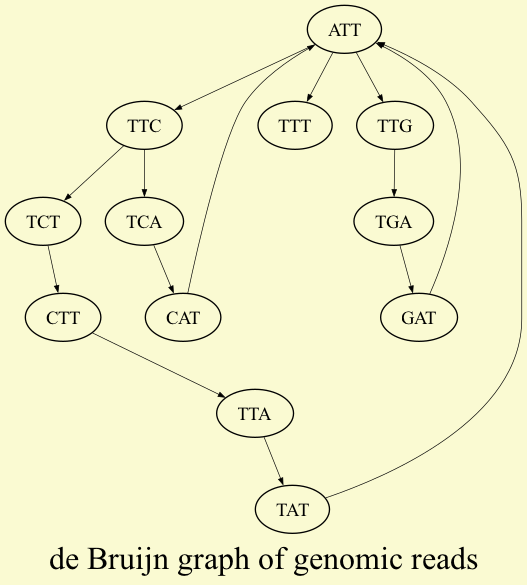 ATT
TTC
TTT
TTG
TCT
TCA
TGA
CTT
CAT
GAT
TTA
TAT
de Bruijn graph of genomic reads